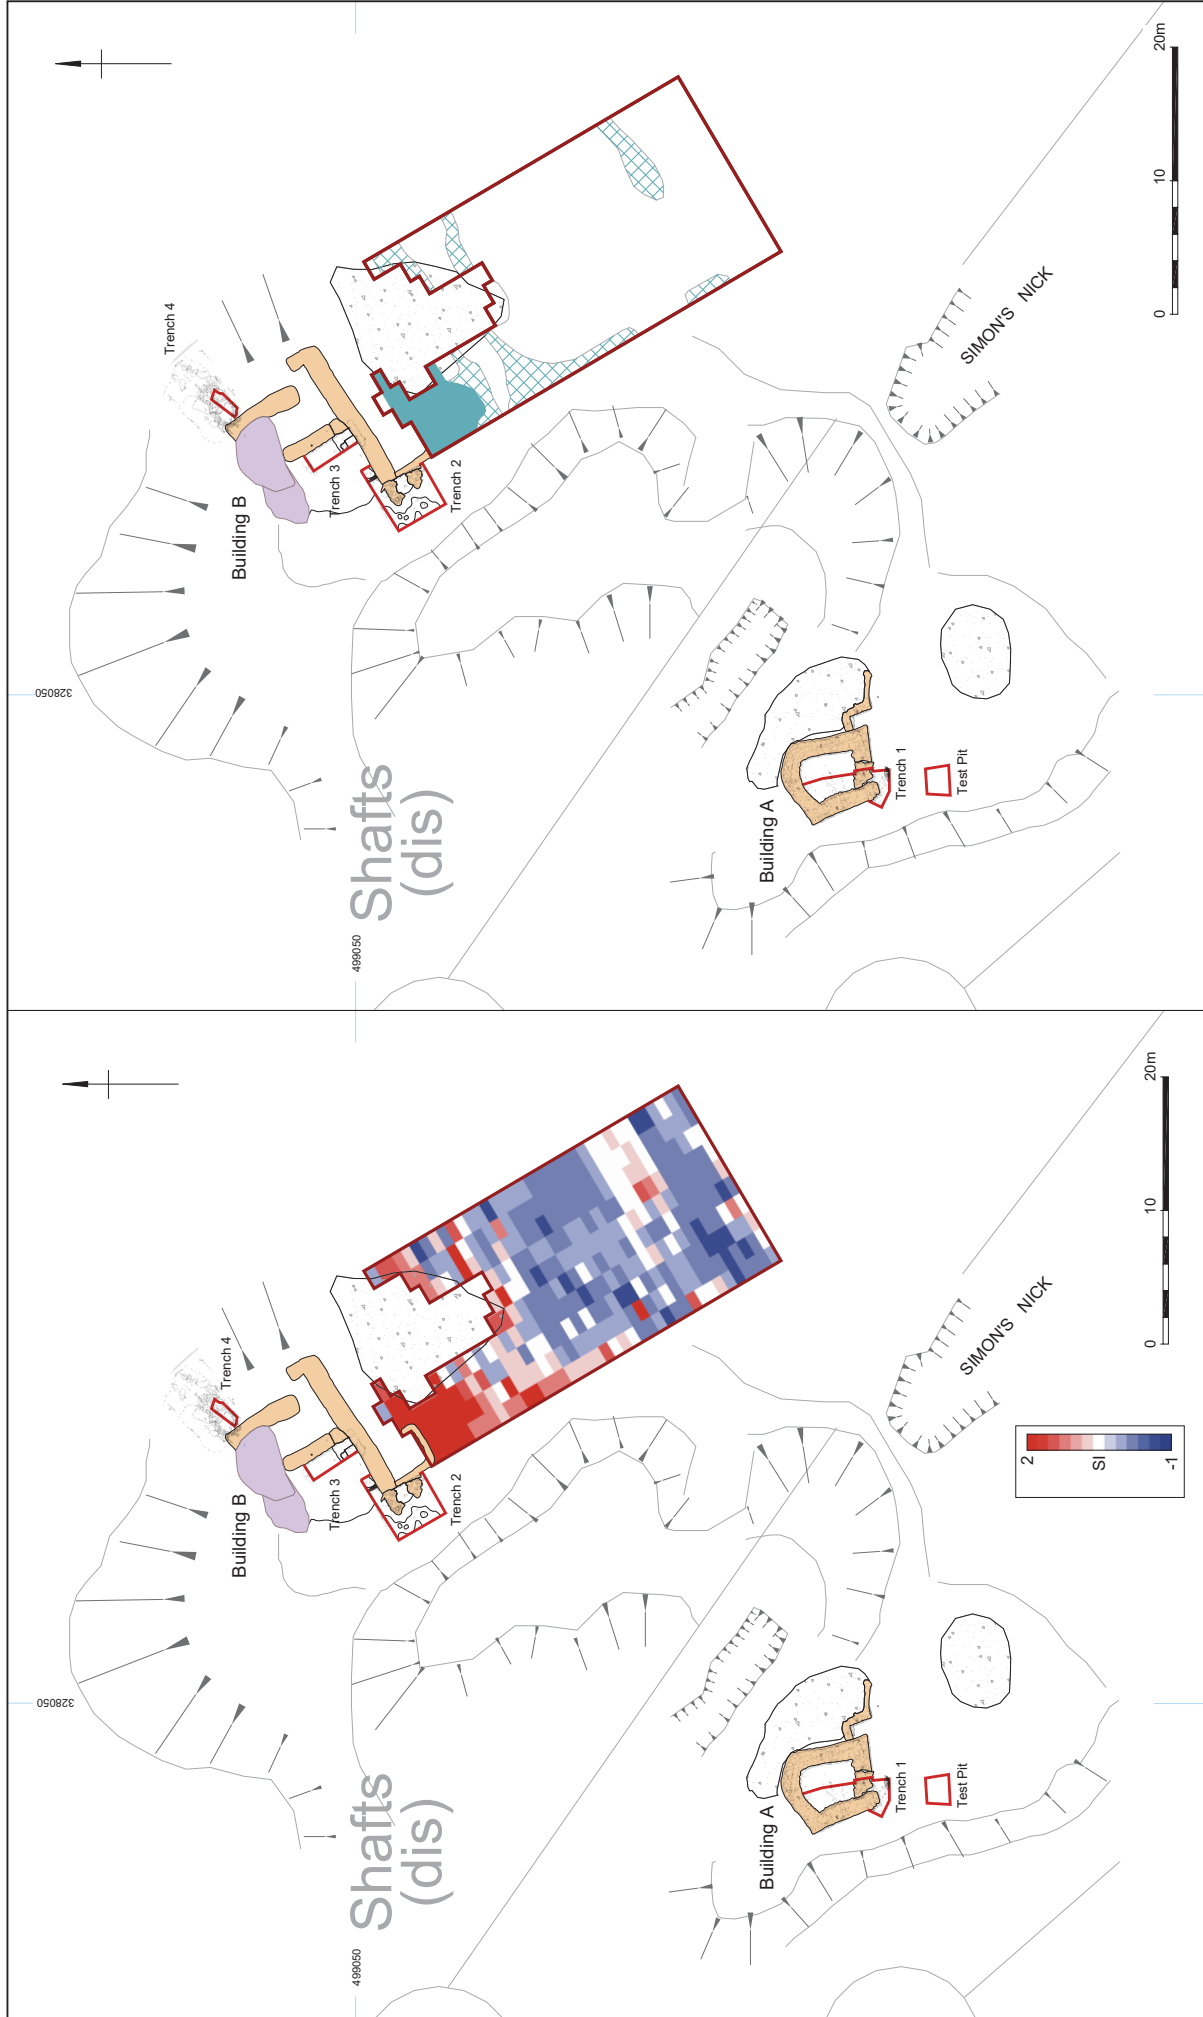 Trench 4
Building B
Trench 3
Trench 2
328050
Shafts
(dis)
499050
Building A
Trench 1
Test Pit
SIMON'S NICK
0 10 20m
Trench 4
Building B
Trench 3
Trench 2
328050
Shafts
(dis)
499050
Building A
Trench 1
Test Pit
SIMON'S NICK
2
SI
-1
0 10 20m